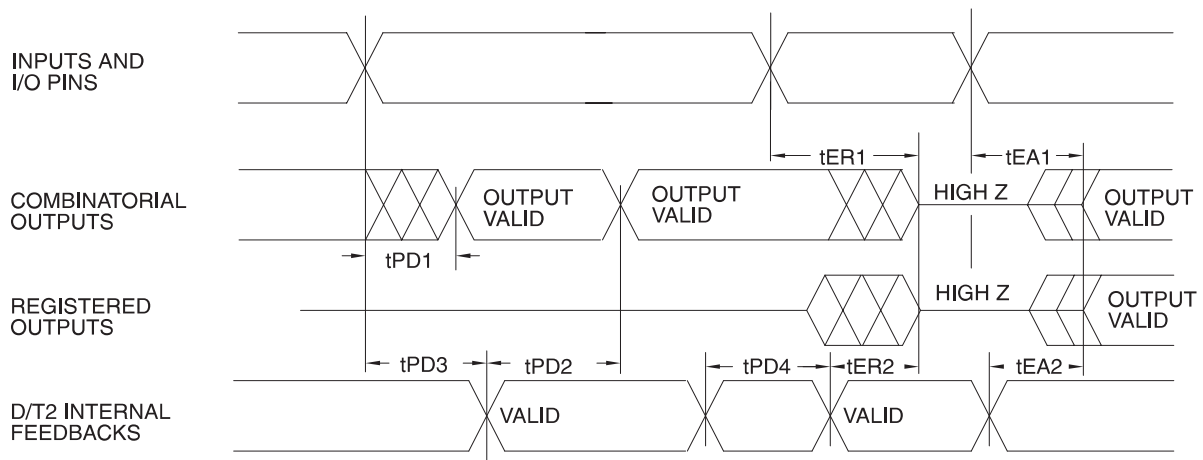 INPUTS AND
I/O PINS
tER1
tEA1
COMBINATORIAL
OUTPUTS
OUTPUT
VALID
OUTPUT
VALID
HIGH Z
OUTPUT
VALID
tPD1
REGISTERED
OUTPUTS
HIGH Z
OUTPUT
VALID
tPD3
tPD2
tPD4
tER2
tEA2
D/T2 INTERNAL
FEEDBACKS
VALID
VALID